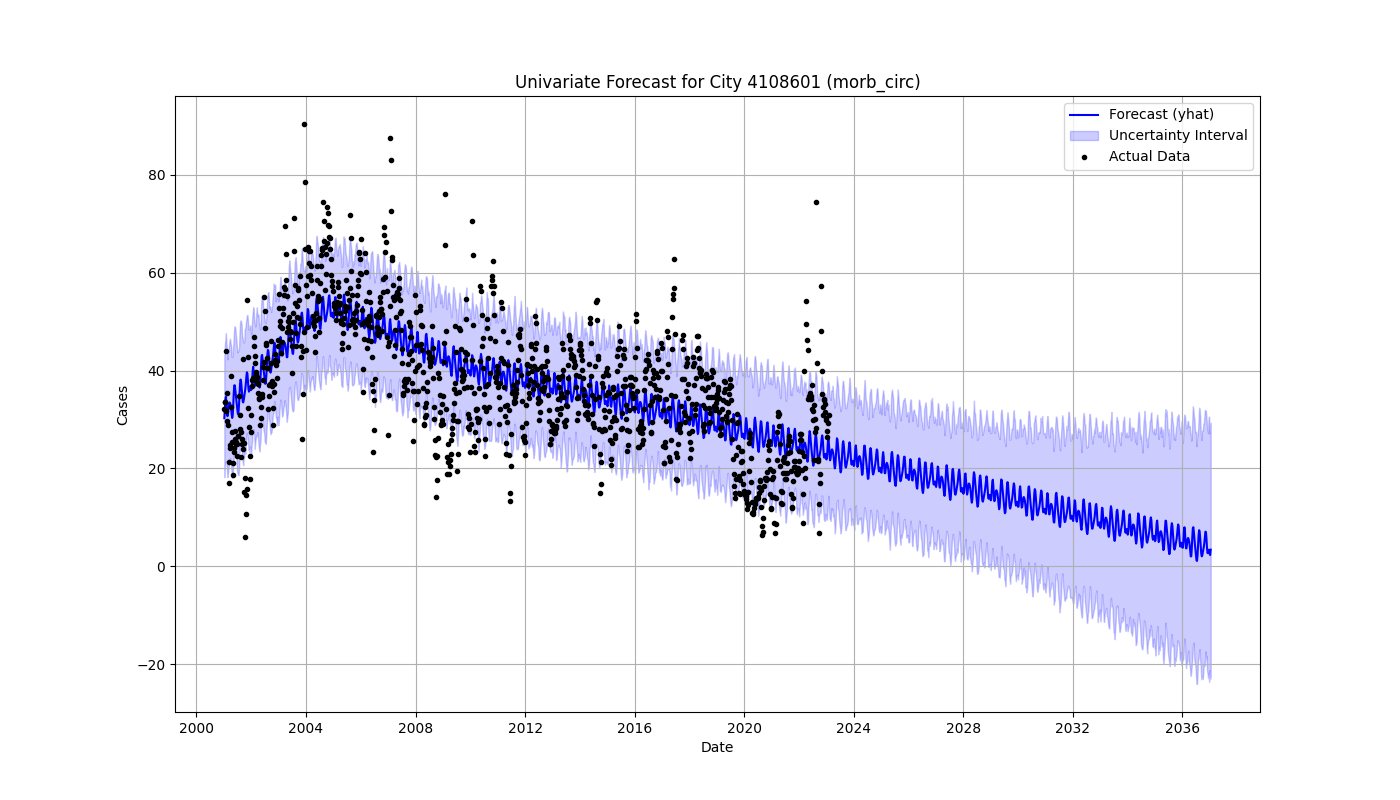 Univariate Forecast for City 4108601 (morb_circ)
Forecast (yhat)
Uncertainty Interval
Actual Data
80
60
40
20
0
−20
Cases
2000 2004 2008 2012 2016 2020 2024 2028 2032 2036
Date